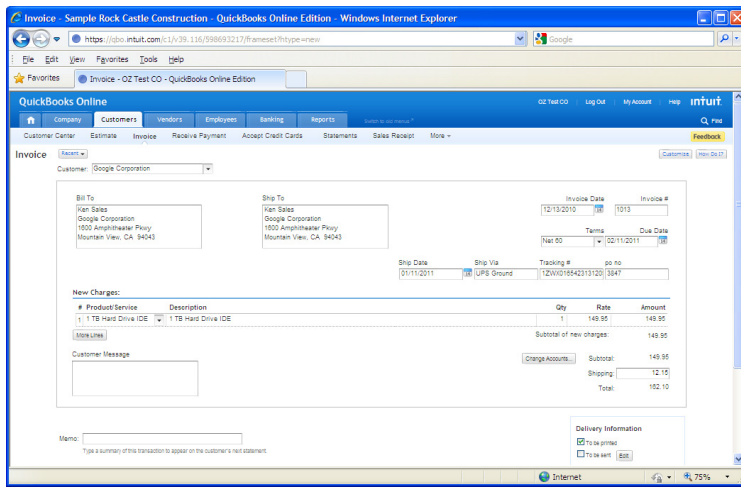 Invoice - Sample Rock Castle Construction - QuickBooks Online Edition - Windows Internet Explorer
https://qbo.intuit.com/c1/v39.116/598693217/frameset?htype=new
Google
File Edit View Favorites Tools Help
Favorites Invoice - OZ Test CO - QuickBooks Online Edition
QuickBooks Online OZ Test CO Log Out My Account Help intuit
Company Customers Vendors Employees Banking Reports Find
Customer Center Estimate Invoice Receive Payment Accept Credit Cards Statements Sales Receipt More Feedback
Invoice Recent Customize How Do I?
Customer: Google Corporation
Bill To Ship To Invoice Date Invoice #
Ken Sales Ken Sales 12/13/2010 1013
Google Corporation Google Corporation
1600 Amphitheater Pkwy 1600 Amphitheater Pkwy Terms Due Date
Mountain View, CA 94043 Mountain View, CA 94043 Net 60 02/11/2011
Ship Date Ship Via Tracking # po no
01/11/2011 UPS Ground 1ZWX016542313120 3847
New Charges:
# Product/Service Description Qty Rate Amount
1 1 TB Hard Drive IDE 1 TB Hard Drive IDE 1 149.95 149.95
More Lines Subtotal of new charges: 149.95
Customer Message Change Accounts... Subtotal: 149.95
Shipping: 12.15
Total: 162.10
Delivery Information
Memo: To be printed
Type a summary of this transaction to appear on the customer's next statement. To be sent Edit
Internet 75%